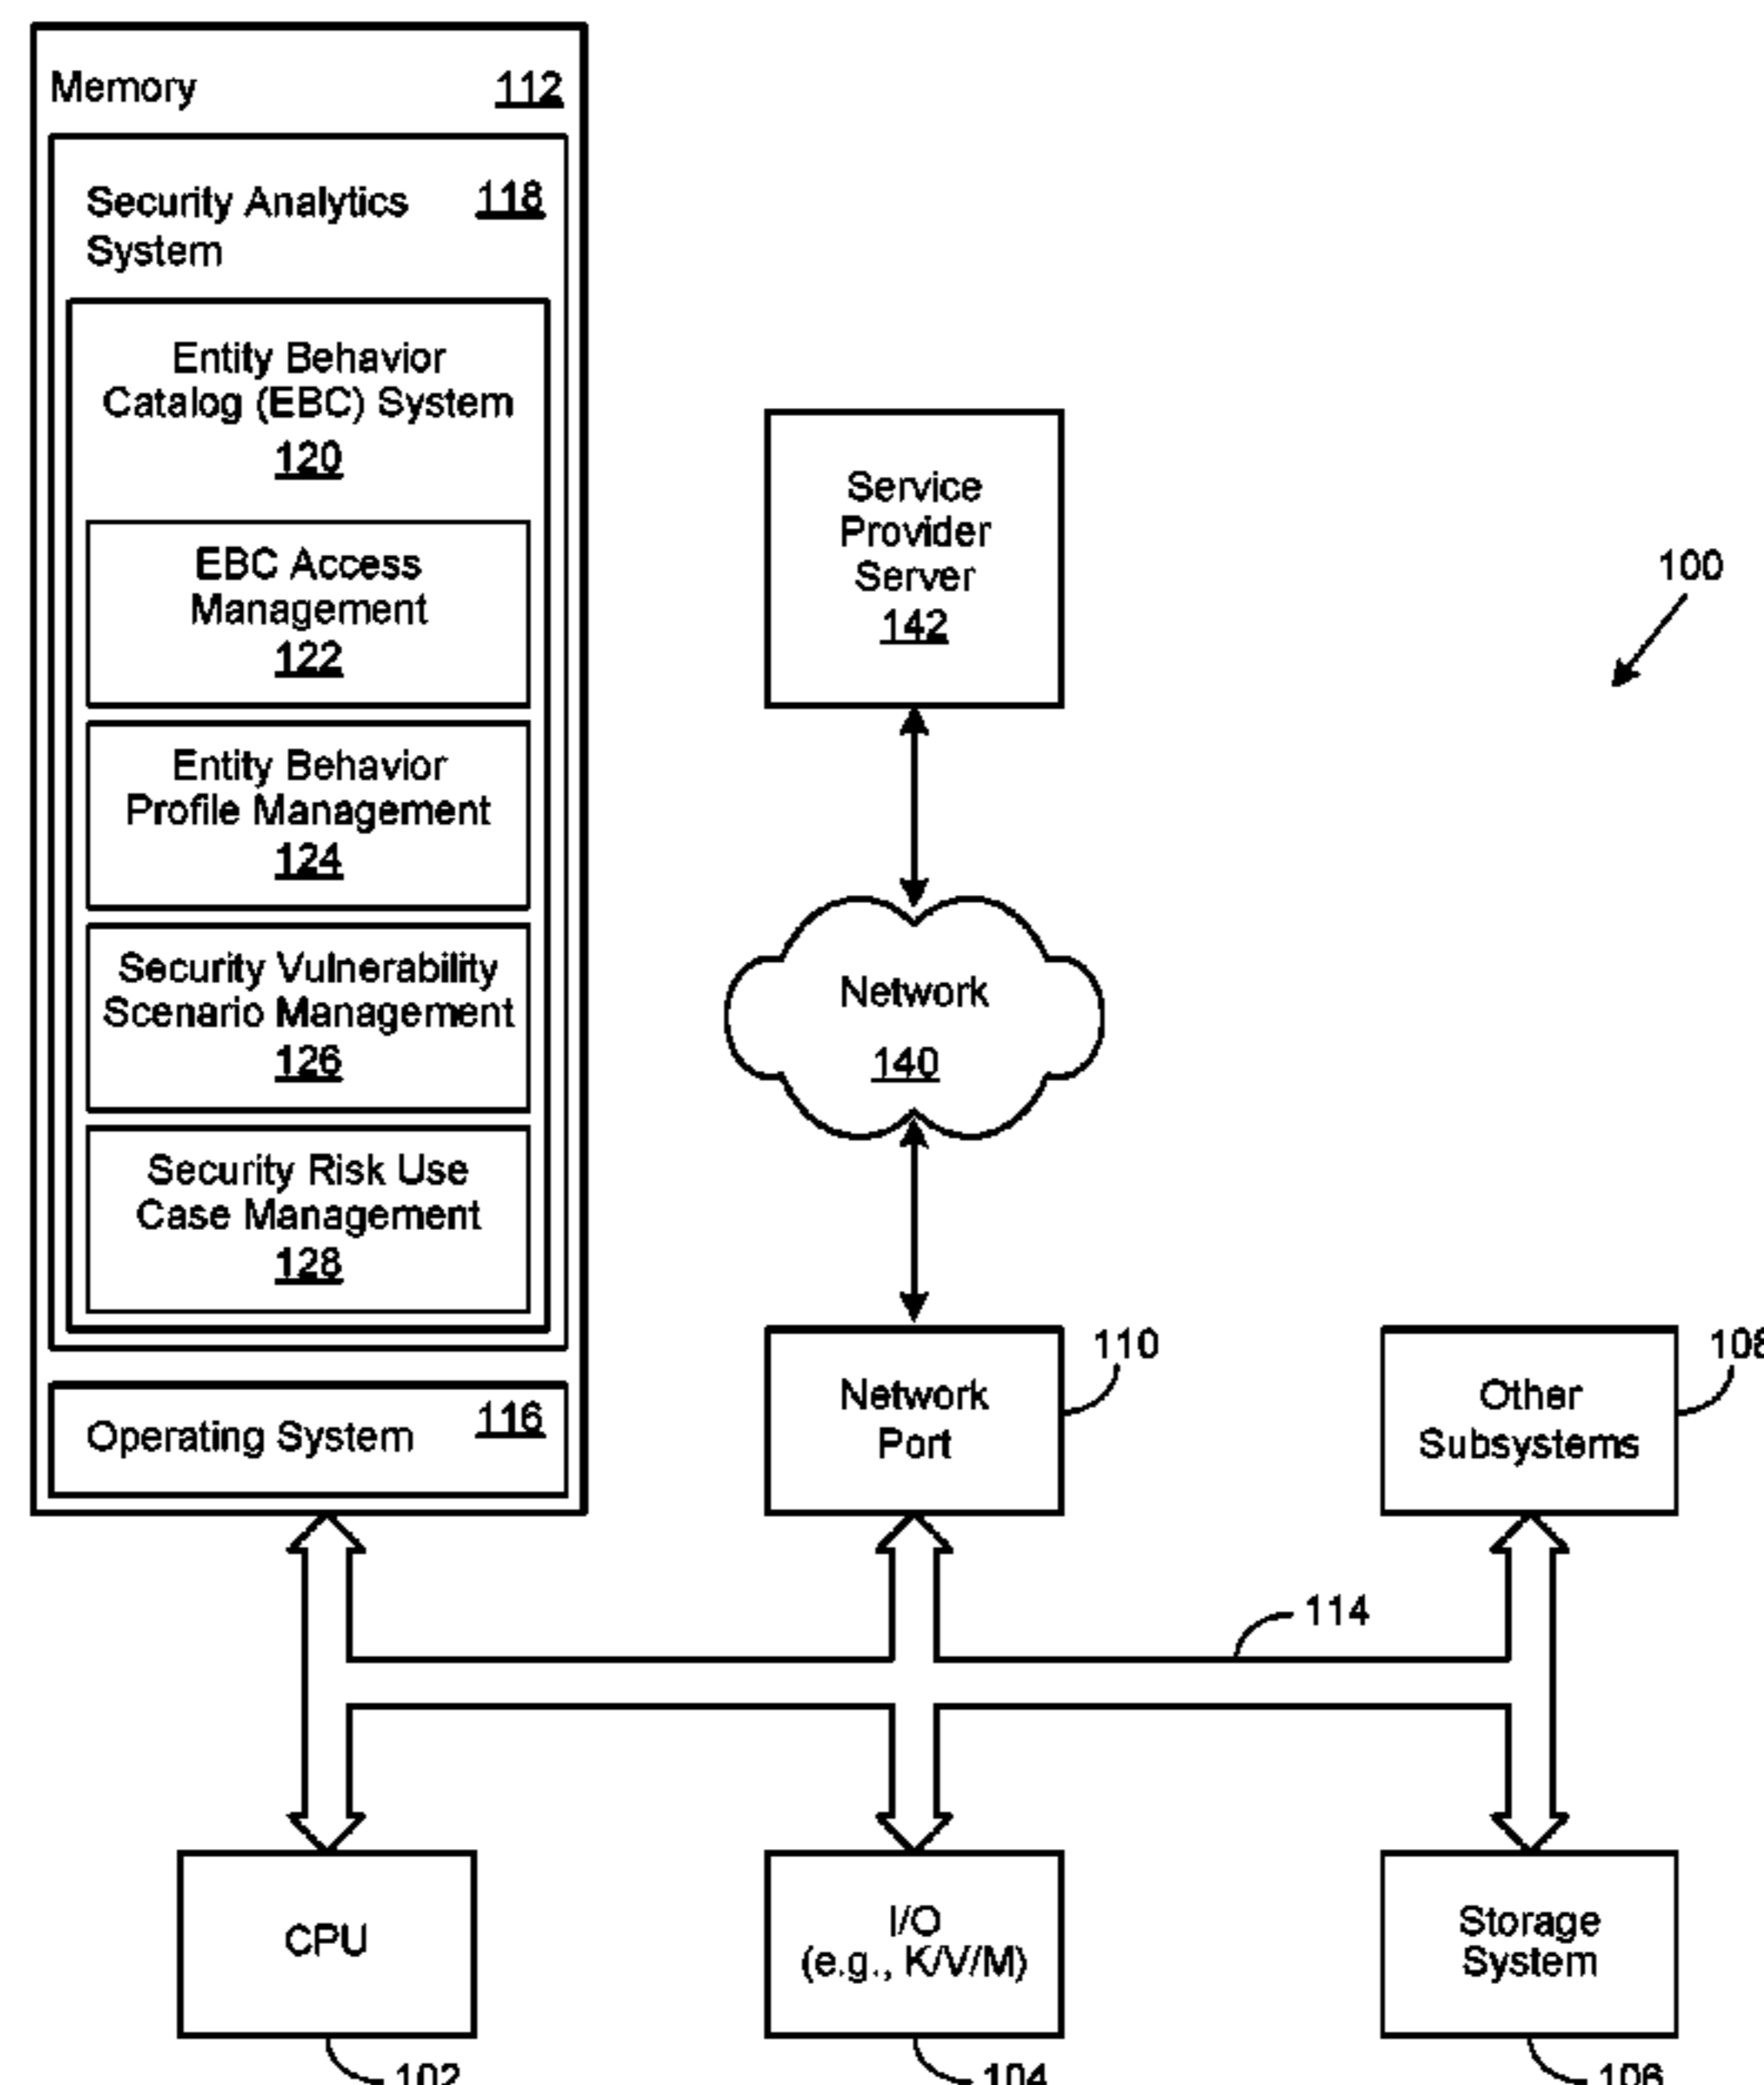 Memory 112
Security Analytics 118
System
Entity Behavior
Catalog (EBC) System
120
EBC Access
Management
122
Entity Behavior
Profile Management
124
Security Vulnerability
Scenario Management
126
Security Risk Use
Case Management
128
Operating System 116
Service
Provider
Server
142
100
Network
140
Network
Port
110
Other
Subsystems
108
114
CPU
102
I/O
(e.g., K/V/M)
104
Storage
System
106